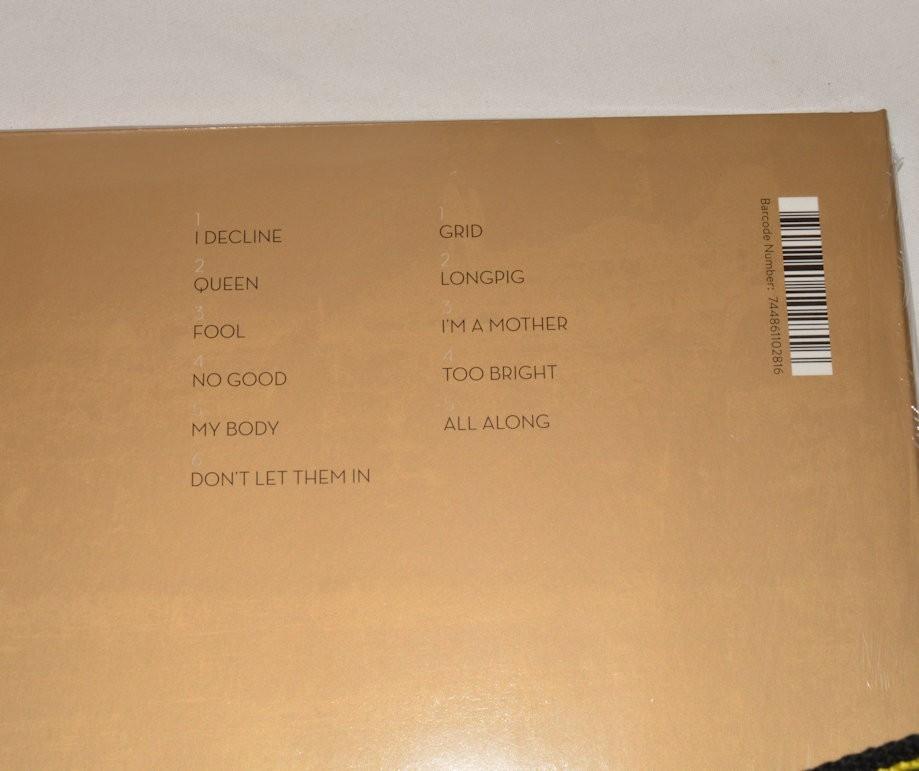 1
I DECLINE
2
QUEEN
3
FOOL
4
NO GOOD
5
MY BODY
6
DON'T LET THEM IN
1
GRID
2
LONGPIG
3
I'M A MOTHER
4
TOO BRIGHT
ALL ALONG
Barcode Number: 744861102816